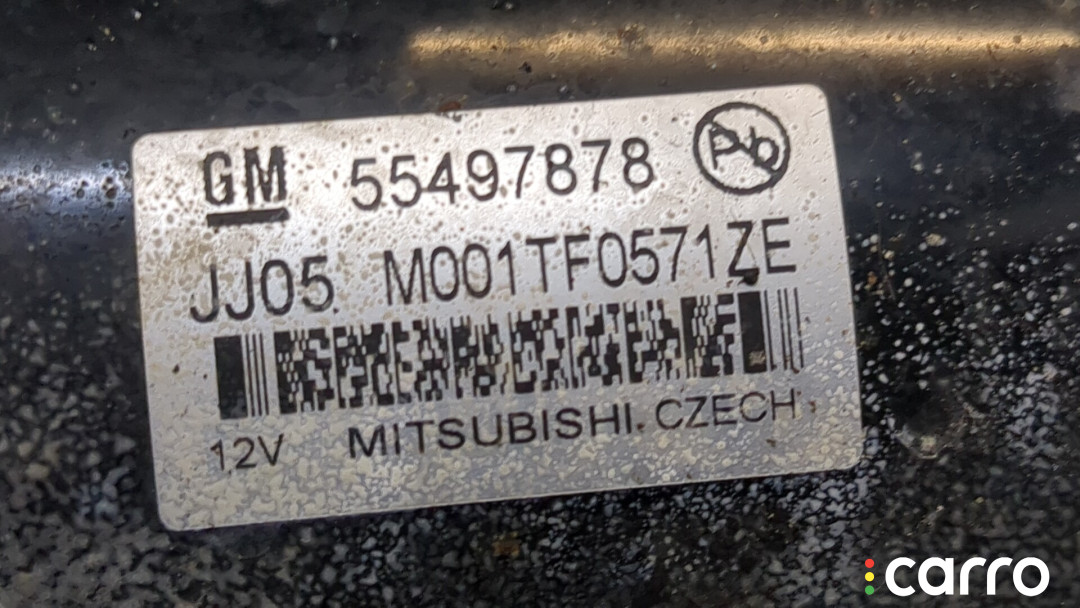 GM 55497878 Pb
JJ05 M001TF0571ZE
12V MITSUBISHI CZECH
carro